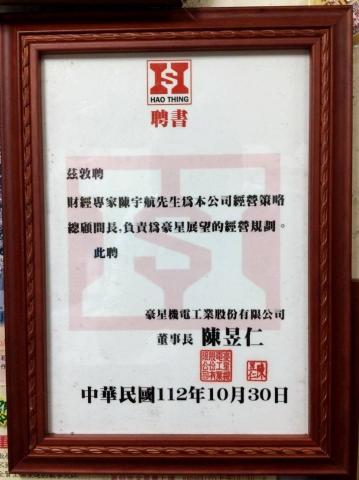 HAO THING
聘書
茲敦聘
財經專家陳宇航先生為本公司經營策略
總顧問長,負責為豪星展望的經營規劃。
此聘
豪星機電工業股份有限公司
董事長 陳昱仁
中華民國112年10月30日